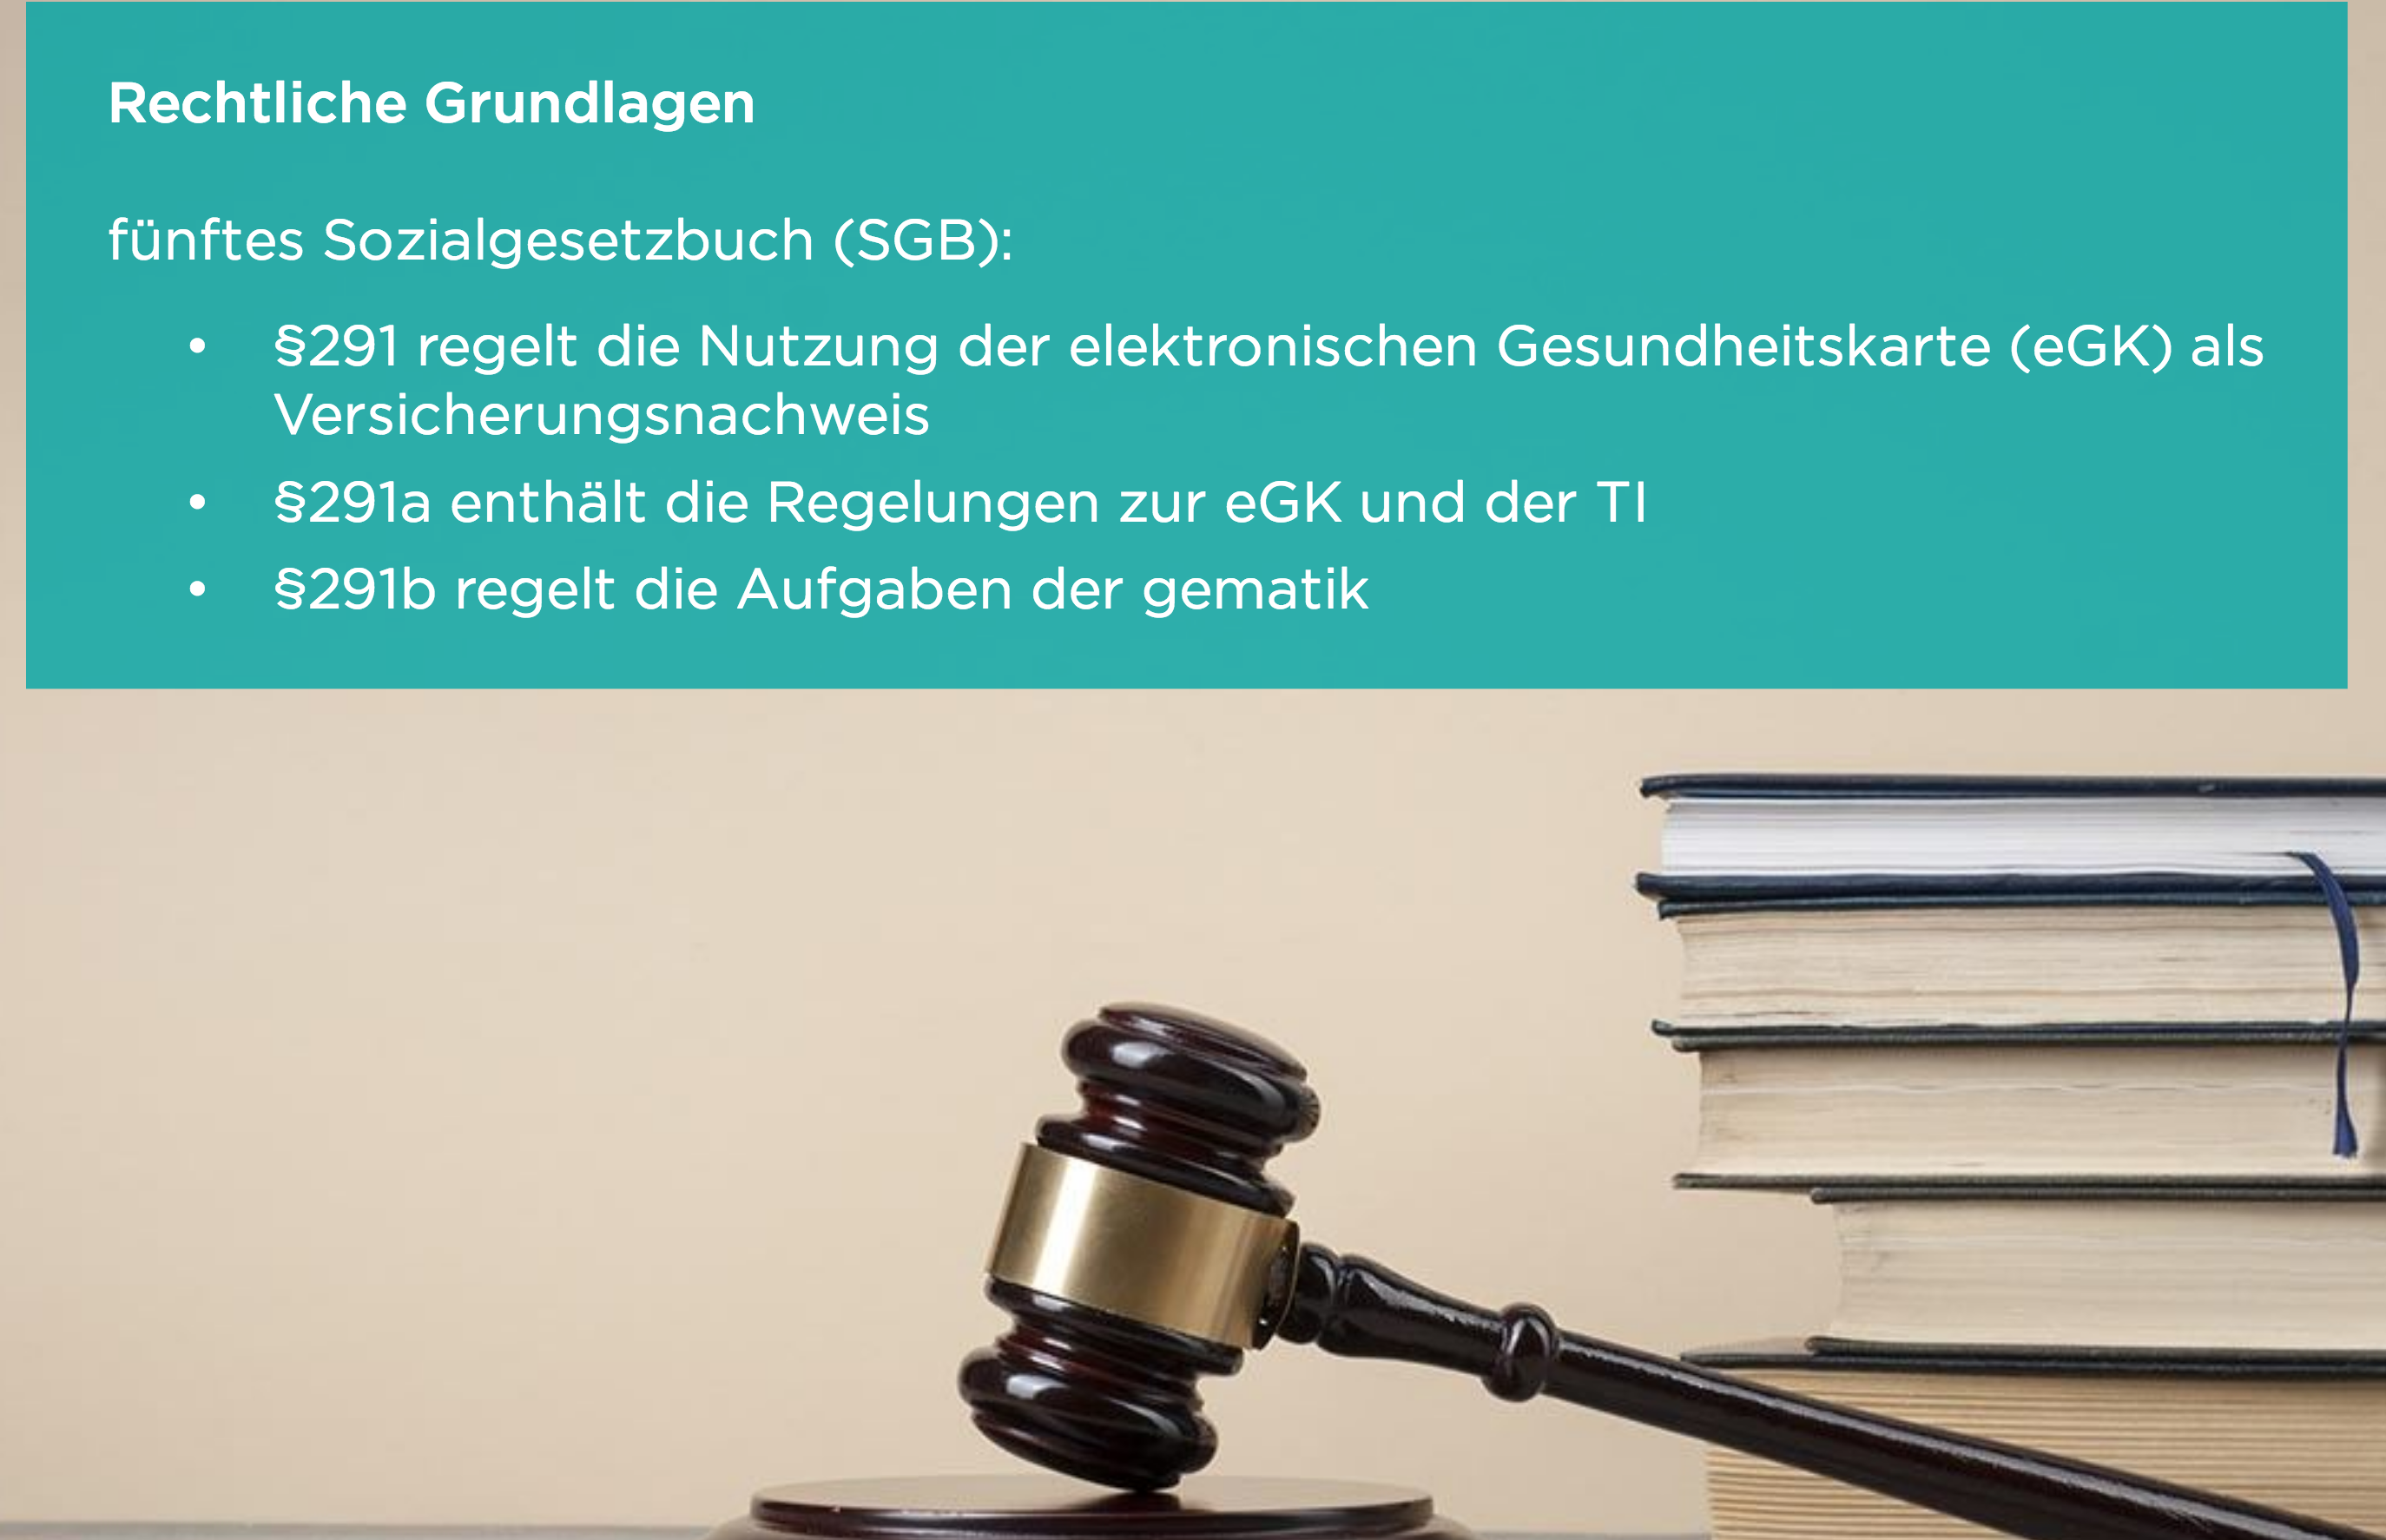 Rechtliche Grundlagen
fünftes Sozialgesetzbuch (SGB):
• §291 regelt die Nutzung der elektronischen Gesundheitskarte (eGK) als
Versicherungsnachweis
• §291a enthält die Regelungen zur eGK und der TI
• §291b regelt die Aufgaben der gematik